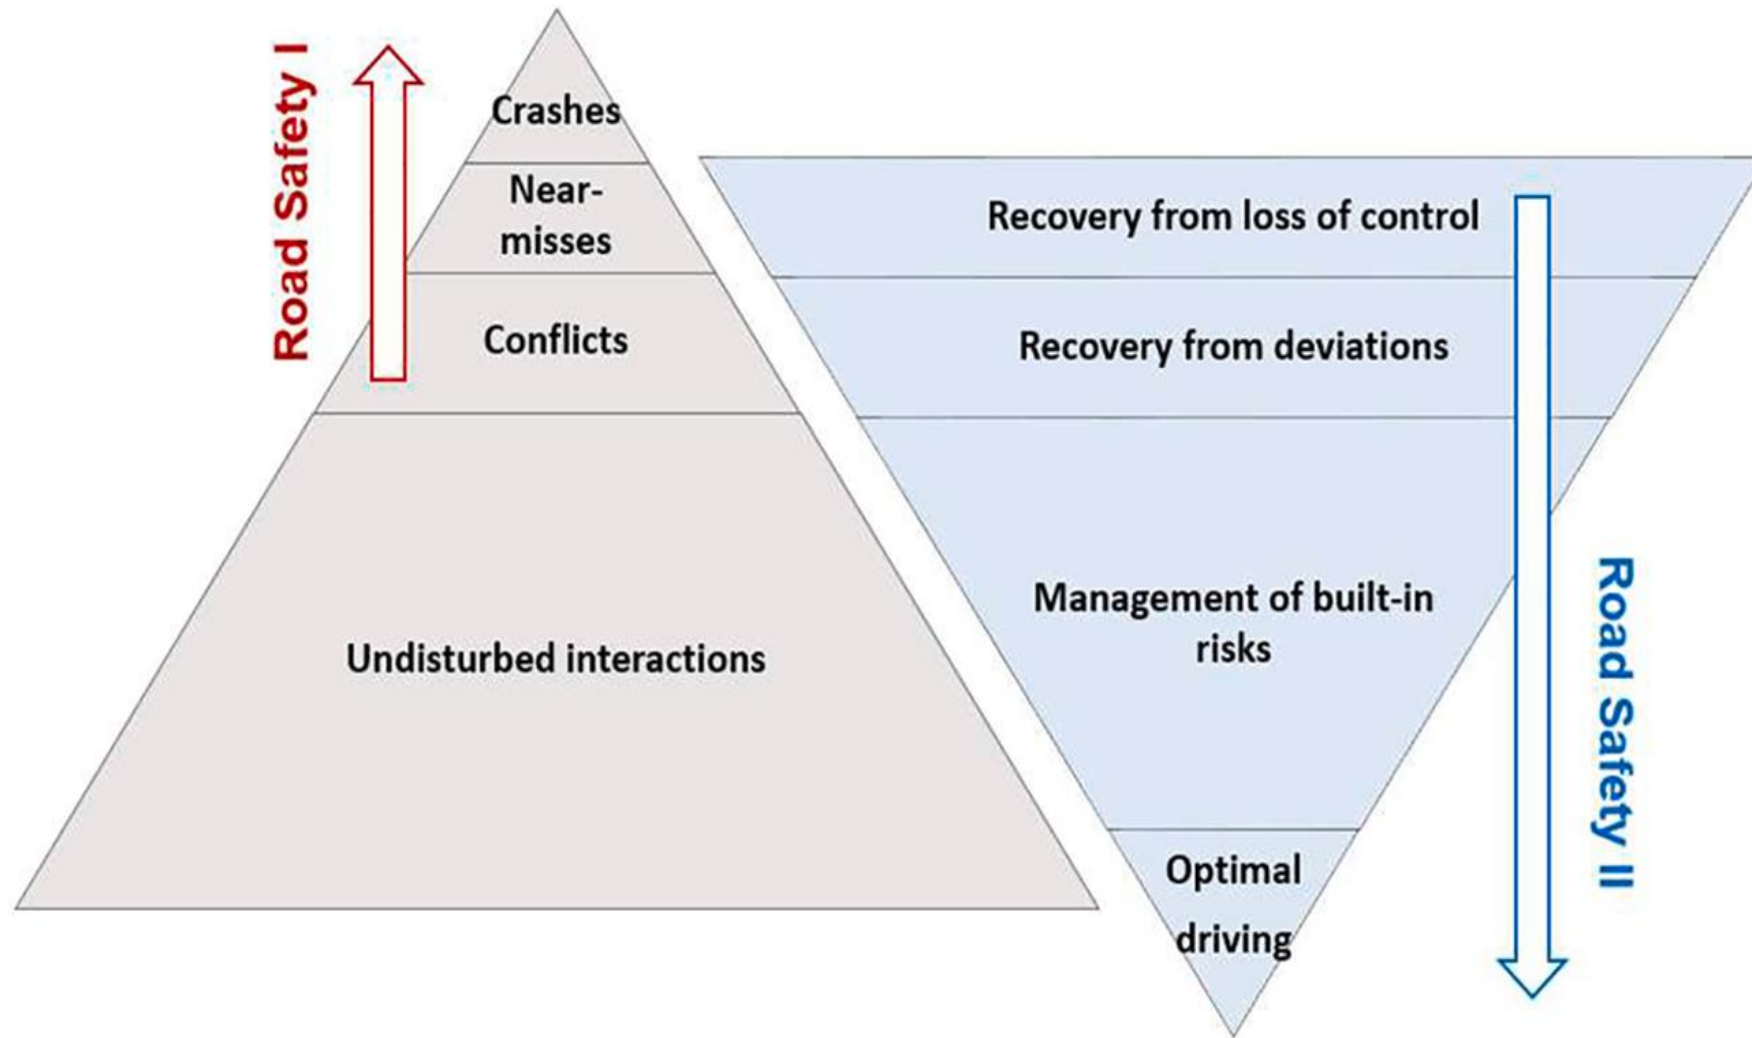 Road Safety I
Crashes
Near-
misses
Conflicts
Undisturbed interactions
Recovery from loss of control
Recovery from deviations
Management of built-in
risks
Optimal
driving
Road Safety II